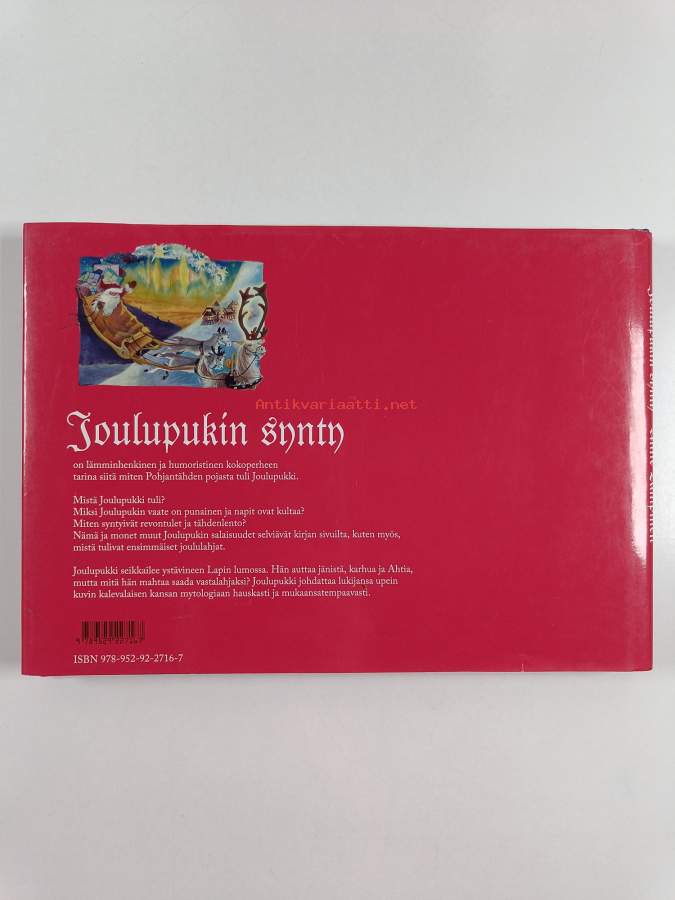 Antikvariaatti.net
Joulupukin synty
on lämminhenkinen ja humoristinen kokoperheen
tarina siitä miten Pohjantähden pojasta tuli Joulupukki.
Mistä Joulupukki tuli?
Miksi Joulupukin vaate on punainen ja napit ovat kultaa?
Miten syntyivät revontulet ja tähdenlento?
Nämä ja monet muut Joulupukin salaisuudet selviävät kirjan sivuilta, kuten myös,
mistä tulivat ensimmäiset joululahjat.
Joulupukki seikkailee ystävineen Lapin lumossa. Hän auttaa jänistä, karhua ja Ahtia,
mutta mitä hän mahtaa saada vastalahjaksi? Joulupukki johdattaa lukijansa upein
kuvin kalevalaisen kansan mytologiaan hauskasti ja mukaansatempaavasti.
ISBN 978-952-92-2716-7
Joulupukin synty